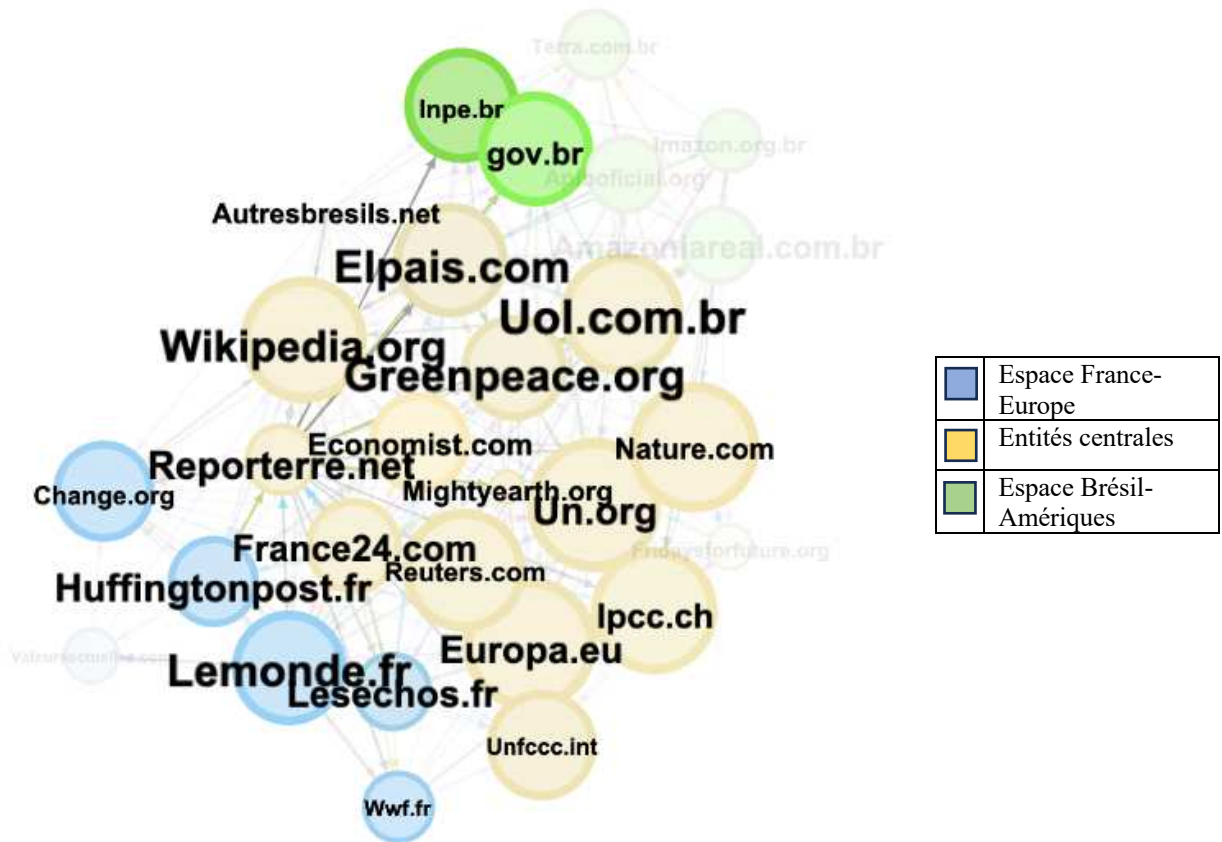 Terra.com.br
Inpe.br
gov.br
Imazon.org.br
Apiboficial.org
Autresbresils.net
Amazoniareal.com.br
Elpais.com
Uol.com.br
Wikipedia.org
Greenpeace.org
Economist.com
Nature.com
Reporterre.net
Change.org
Mightyearth.org
Un.org
France24.com
Fridaysforfuture.org
Reuters.com
Huffingtonpost.fr
Ipcc.ch
Europa.eu
Valeursactuelles.com
Lemonde.fr
Lesechos.fr
Unfccc.int
Wwf.fr
Espace France-
Europe
Entités centrales
Espace Brésil-
Amériques